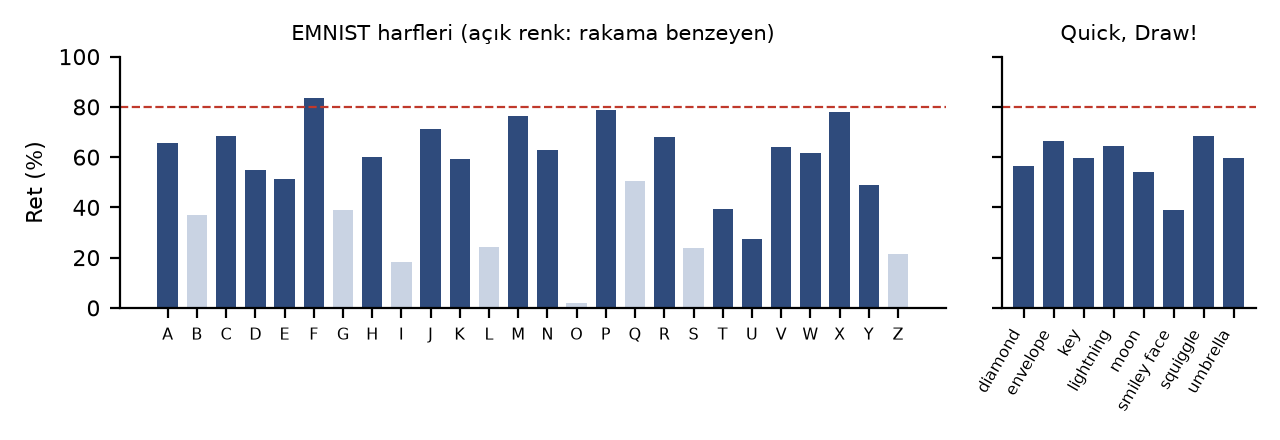 EMNIST harfleri (açık renk: rakama benzeyen)
Quick, Draw!
Ret (%)
100
80
60
40
20
0
A B C D E F G H I J K L M N O P Q R S T U V W X Y Z
diamond
envelope
key
lightning
moon
smiley face
squiggle
umbrella